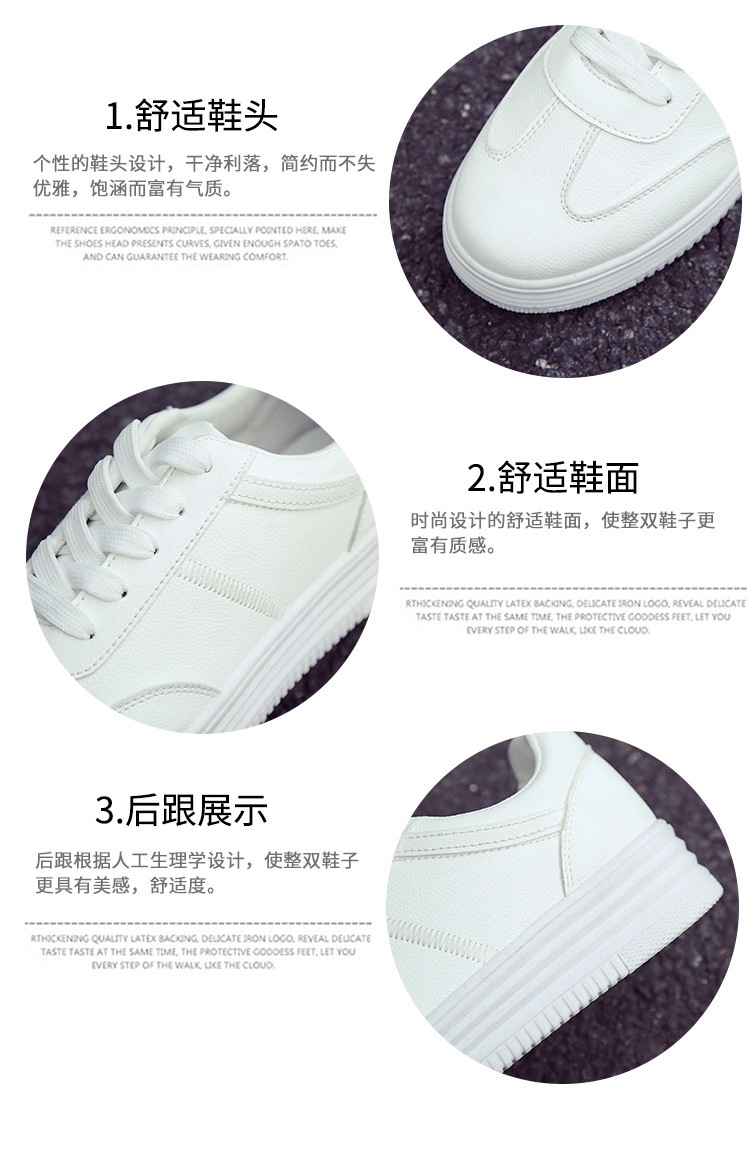 1.舒适鞋头
个性的鞋头设计，干净利落，简约而不失
优雅，饱涵而富有气质。
REFERENCE ERGONOMICS PRINCIPLE, SPECIALLY POINTED HERE, MAKE
THE SHOES HEAD PRESENTS CURVES, GIVEN ENOUGH SPATO TOES,
AND CAN GUARANTEE THE WEARING COMFORT.
2.舒适鞋面
时尚设计的舒适鞋面，使整双鞋子更
富有质感。
RTHICKENING QUALITY LATEX BACKING, DELICATE IRON LOGO, REVEAL DELICATE
TASTE TASTE AT THE SAME TIME, THE PROTECTIVE GODDESS FEET, LET YOU
EVERY STEP OF THE WALK, LIKE THE CLOUD.
3.后跟展示
后跟根据人工生理学设计，使整双鞋子
更具有美感，舒适度。
RTHICKENING QUALITY LATEX BACKING, DELICATE IRON LOGO, REVEAL DELICATE
TASTE TASTE AT THE SAME TIME, THE PROTECTIVE GODDESS FEET, LET YOU
EVERY STEP OF THE WALK, LIKE THE CLOUD.